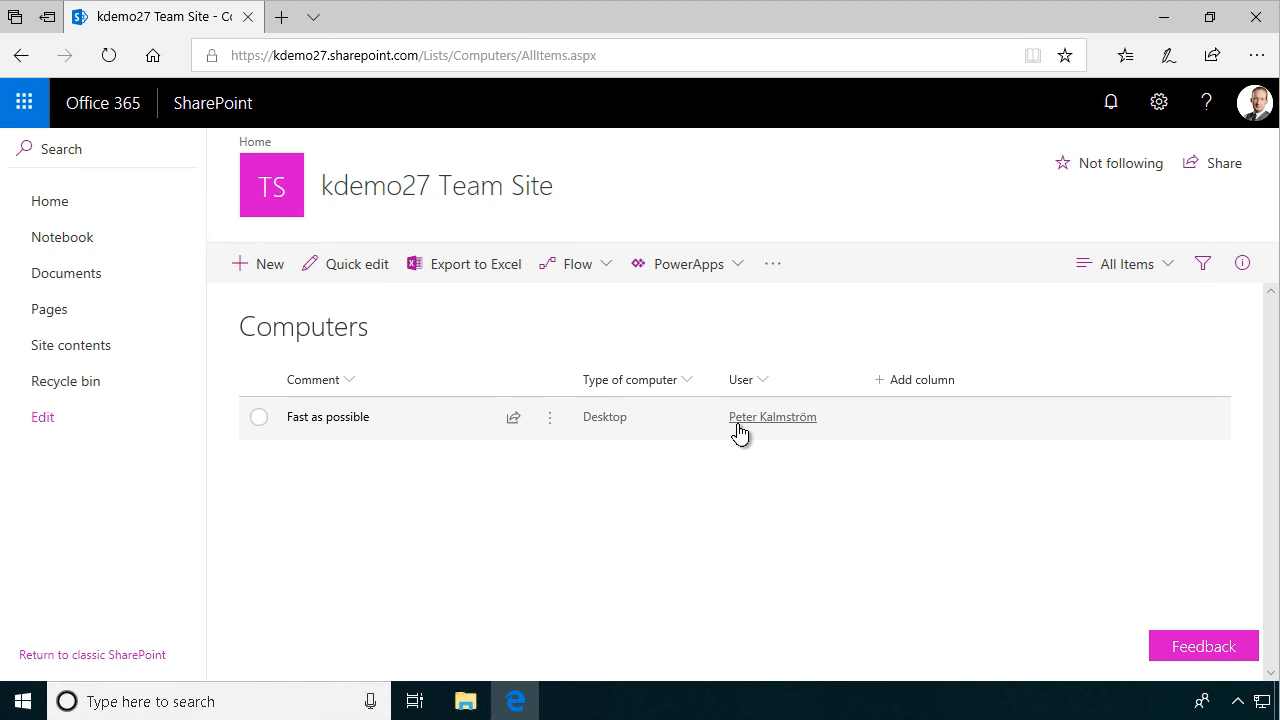 kdemo27 Team Site - Co
https://kdemo27.sharepoint.com/Lists/Computers/AllItems.aspx
Office 365
SharePoint
Search
Home
Notebook
Documents
Pages
Site contents
Recycle bin
Edit
Return to classic SharePoint
Home
TS
kdemo27 Team Site
Not following
Share
New
Quick edit
Export to Excel
Flow
PowerApps
All Items
Computers
Comment
Type of computer
User
Add column
Fast as possible
Desktop
Peter Kalmström
Feedback
Type here to search